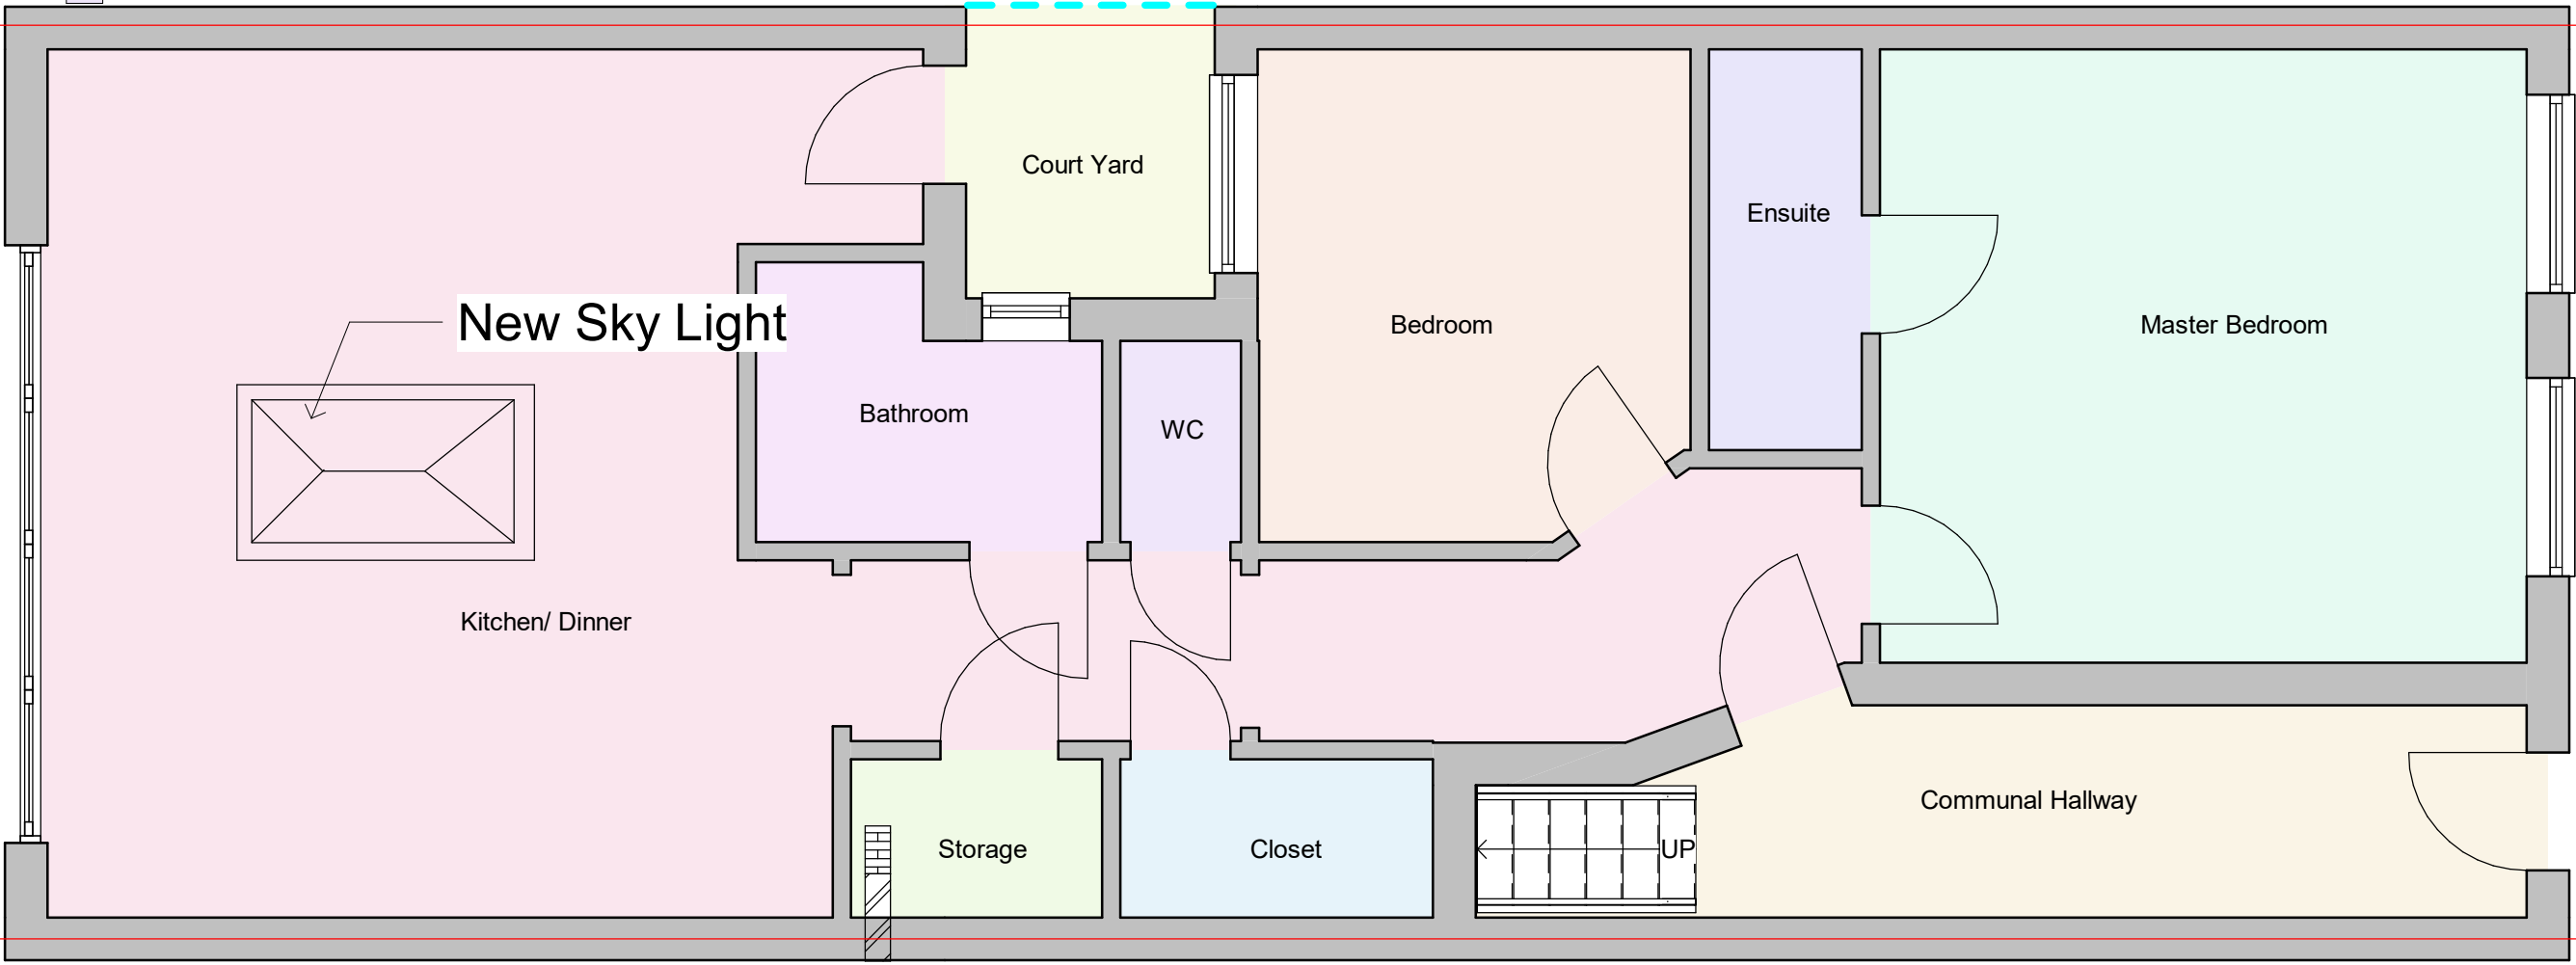 Court Yard
Ensuite
New Sky Light
Bedroom
Master Bedroom
Bathroom
WC
Kitchen/ Dinner
Communal Hallway
Storage
Closet
UP